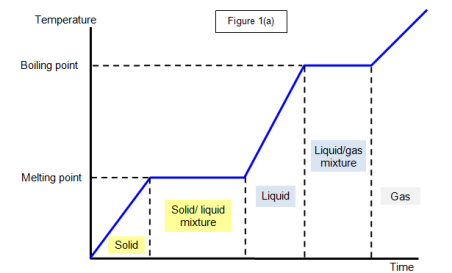 Temperature
Figure 1(a)
Boiling point
Liquid/gas
mixture
Melting point
Liquid
Gas
Solid/ liquid
mixture
Solid
Time